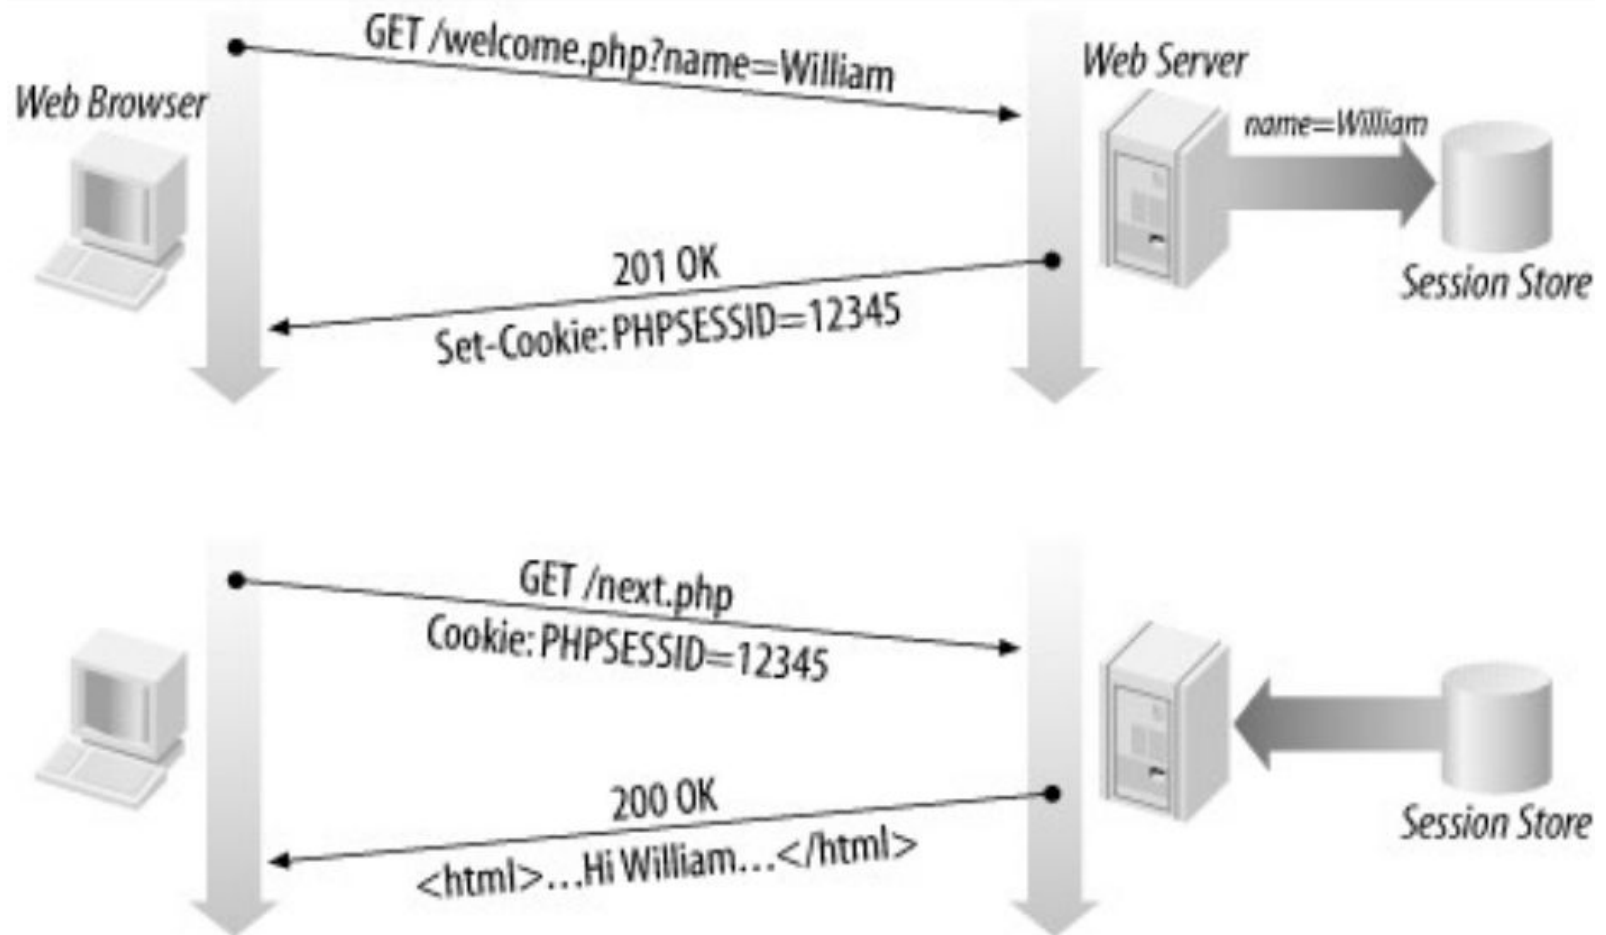 GET /welcome.php?name=William
Web Server
Web Browser
name=William
201 OK
Set-Cookie: PHPSESSID=12345
Session Store
GET /next.php
Cookie: PHPSESSID=12345
200 OK
<html>...Hi William...</html>
Session Store